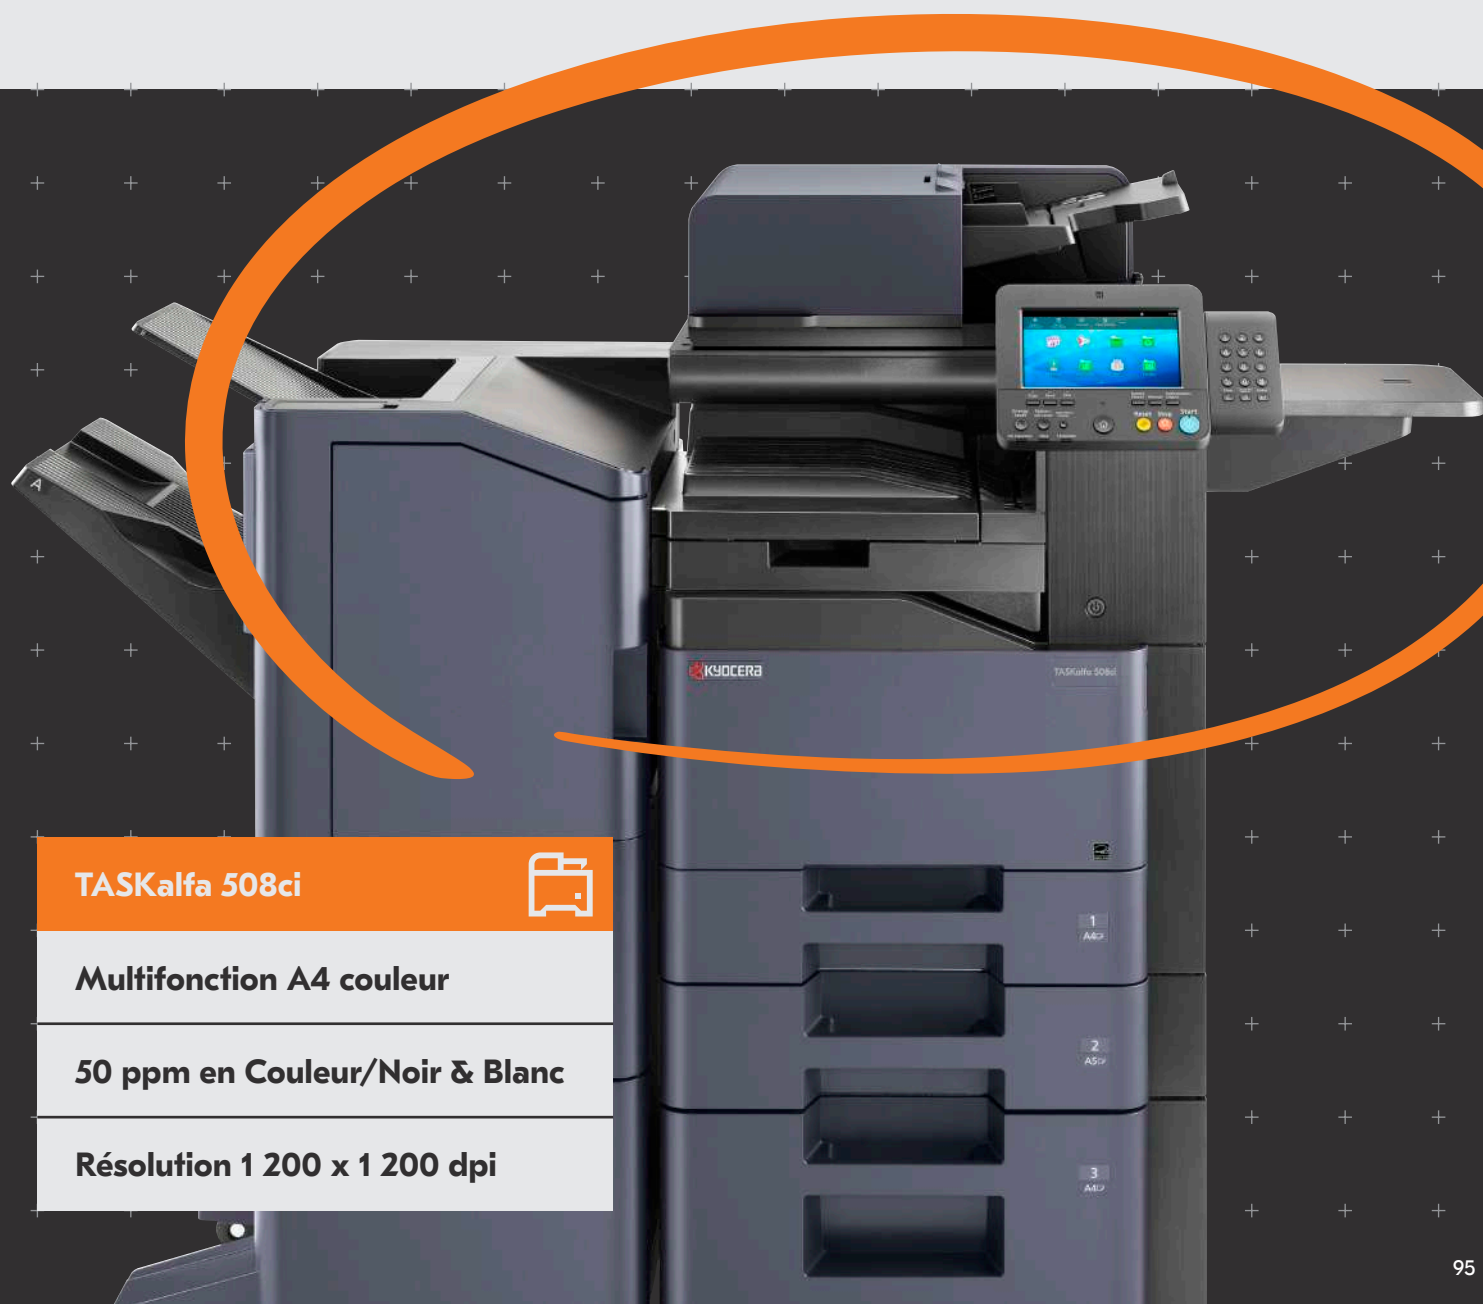 A
Reset Stop Start
KYOCERA
TASKalfa 508ci
1
A4
2
A5
3
A4
TASKalfa 508ci
Multifonction A4 couleur
50 ppm en Couleur/Noir & Blanc
Résolution 1 200 x 1 200 dpi
95